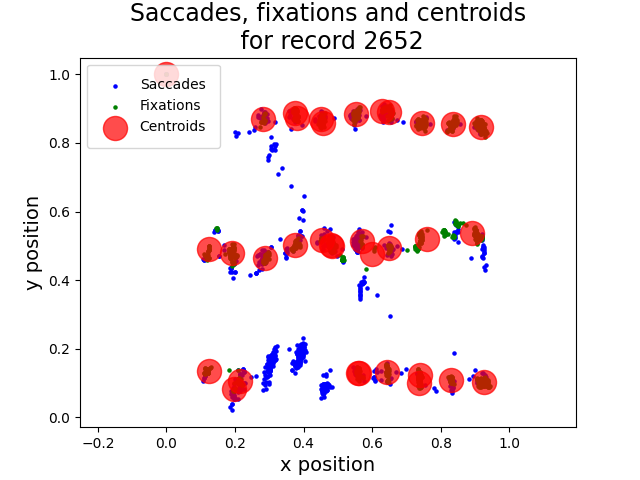 Saccades, fixations and centroids
for record 2652
Saccades
Fixations
Centroids
y position
1.0
0.8
0.6
0.4
0.2
0.0
−0.2 0.0 0.2 0.4 0.6 0.8 1.0
x position